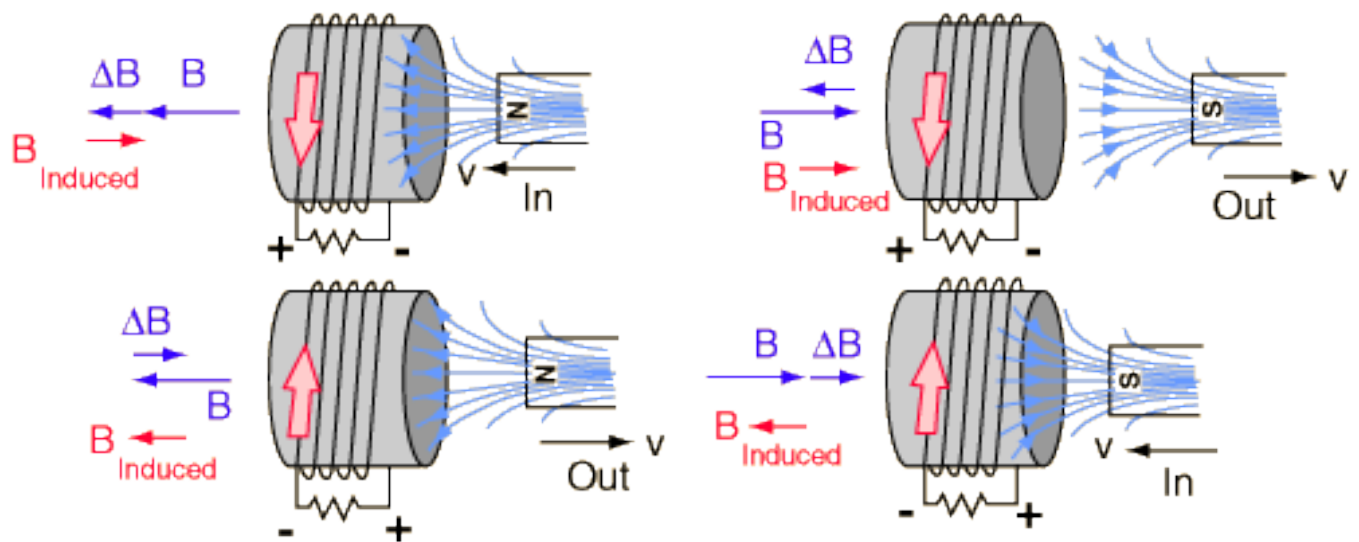 ΔB B
B Induced
N
v
In
+ -
ΔB
B
B Induced
S
v
Out
+ -
ΔB
B
B Induced
N
v
Out
- +
B ΔB
B Induced
S
v
In
- +